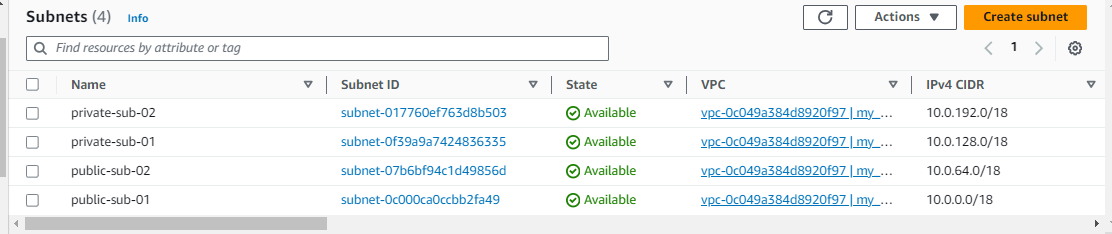 Subnets (4) Info Actions Create subnet
Find resources by attribute or tag 1
Name Subnet ID State VPC IPv4 CIDR
private-sub-02 subnet-017760ef763d8b503 Available vpc-0c049a384d8920f97 | my_... 10.0.192.0/18
private-sub-01 subnet-0f39a9a7424836335 Available vpc-0c049a384d8920f97 | my_... 10.0.128.0/18
public-sub-02 subnet-07b6bf94c1d49856d Available vpc-0c049a384d8920f97 | my_... 10.0.64.0/18
public-sub-01 subnet-0c000ca0ccbb2fa49 Available vpc-0c049a384d8920f97 | my_... 10.0.0.0/18